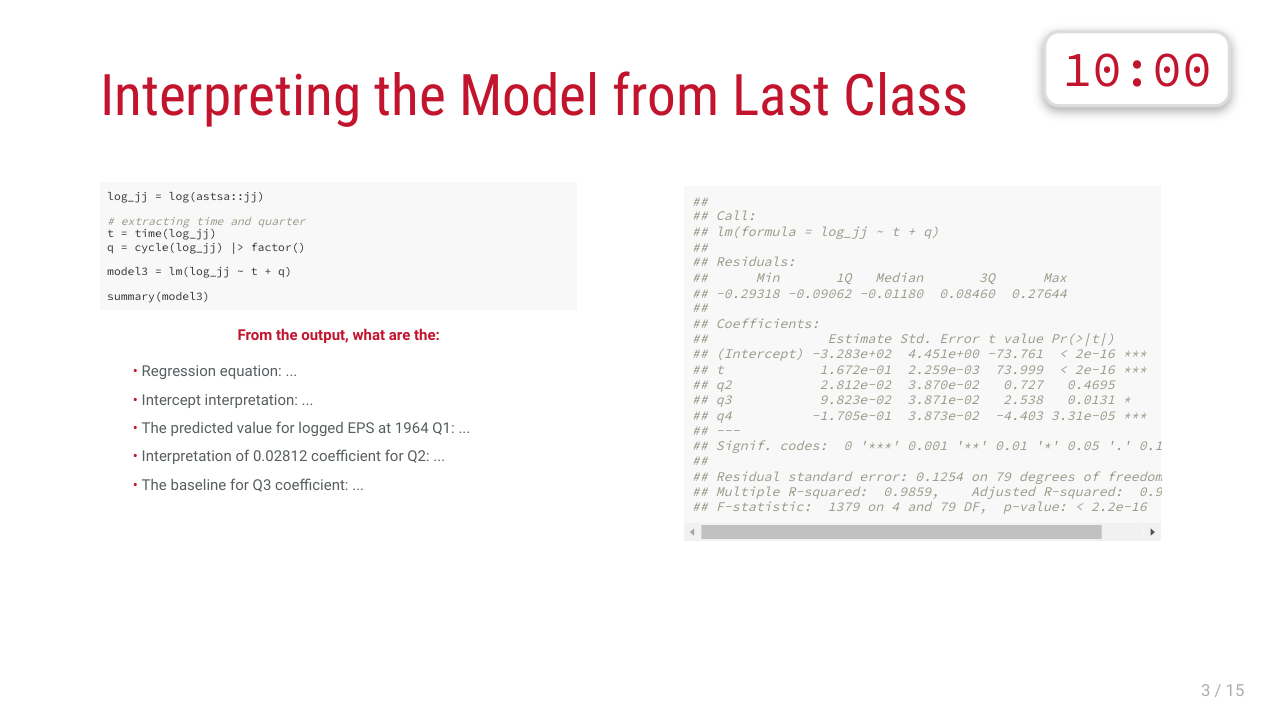 Interpreting the Model from Last Class
10:00
log_jj = log(astsa::jj)
# extracting time and quarter
t = time(log_jj)
q = cycle(log_jj) |> factor()
model3 = lm(log_jj ~ t + q)
summary(model3)
From the output, what are the:
• Regression equation: ...
• Intercept interpretation: ...
• The predicted value for logged EPS at 1964 Q1: ...
• Interpretation of 0.02812 coefficient for Q2: ...
• The baseline for Q3 coefficient: ...
##
## Call:
## lm(formula = log_jj ~ t + q)
##
## Residuals:
##      Min       1Q   Median       3Q      Max
## -0.29318 -0.09062 -0.01180  0.08460  0.27644
##
## Coefficients:
##               Estimate Std. Error t value Pr(>|t|)
## (Intercept) -3.283e+02  4.451e+00 -73.761  < 2e-16 ***
## t            1.672e-01  2.259e-03  73.999  < 2e-16 ***
## q2           2.812e-02  3.870e-02   0.727   0.4695
## q3           9.823e-02  3.871e-02   2.538   0.0131 *
## q4          -1.705e-01  3.873e-02  -4.403 3.31e-05 ***
## ---
## Signif. codes:  0 '***' 0.001 '**' 0.01 '*' 0.05 '.' 0.1
##
## Residual standard error: 0.1254 on 79 degrees of freedom
## Multiple R-squared:  0.9859,    Adjusted R-squared:  0.9
## F-statistic:  1379 on 4 and 79 DF,  p-value: < 2.2e-16
3 / 15